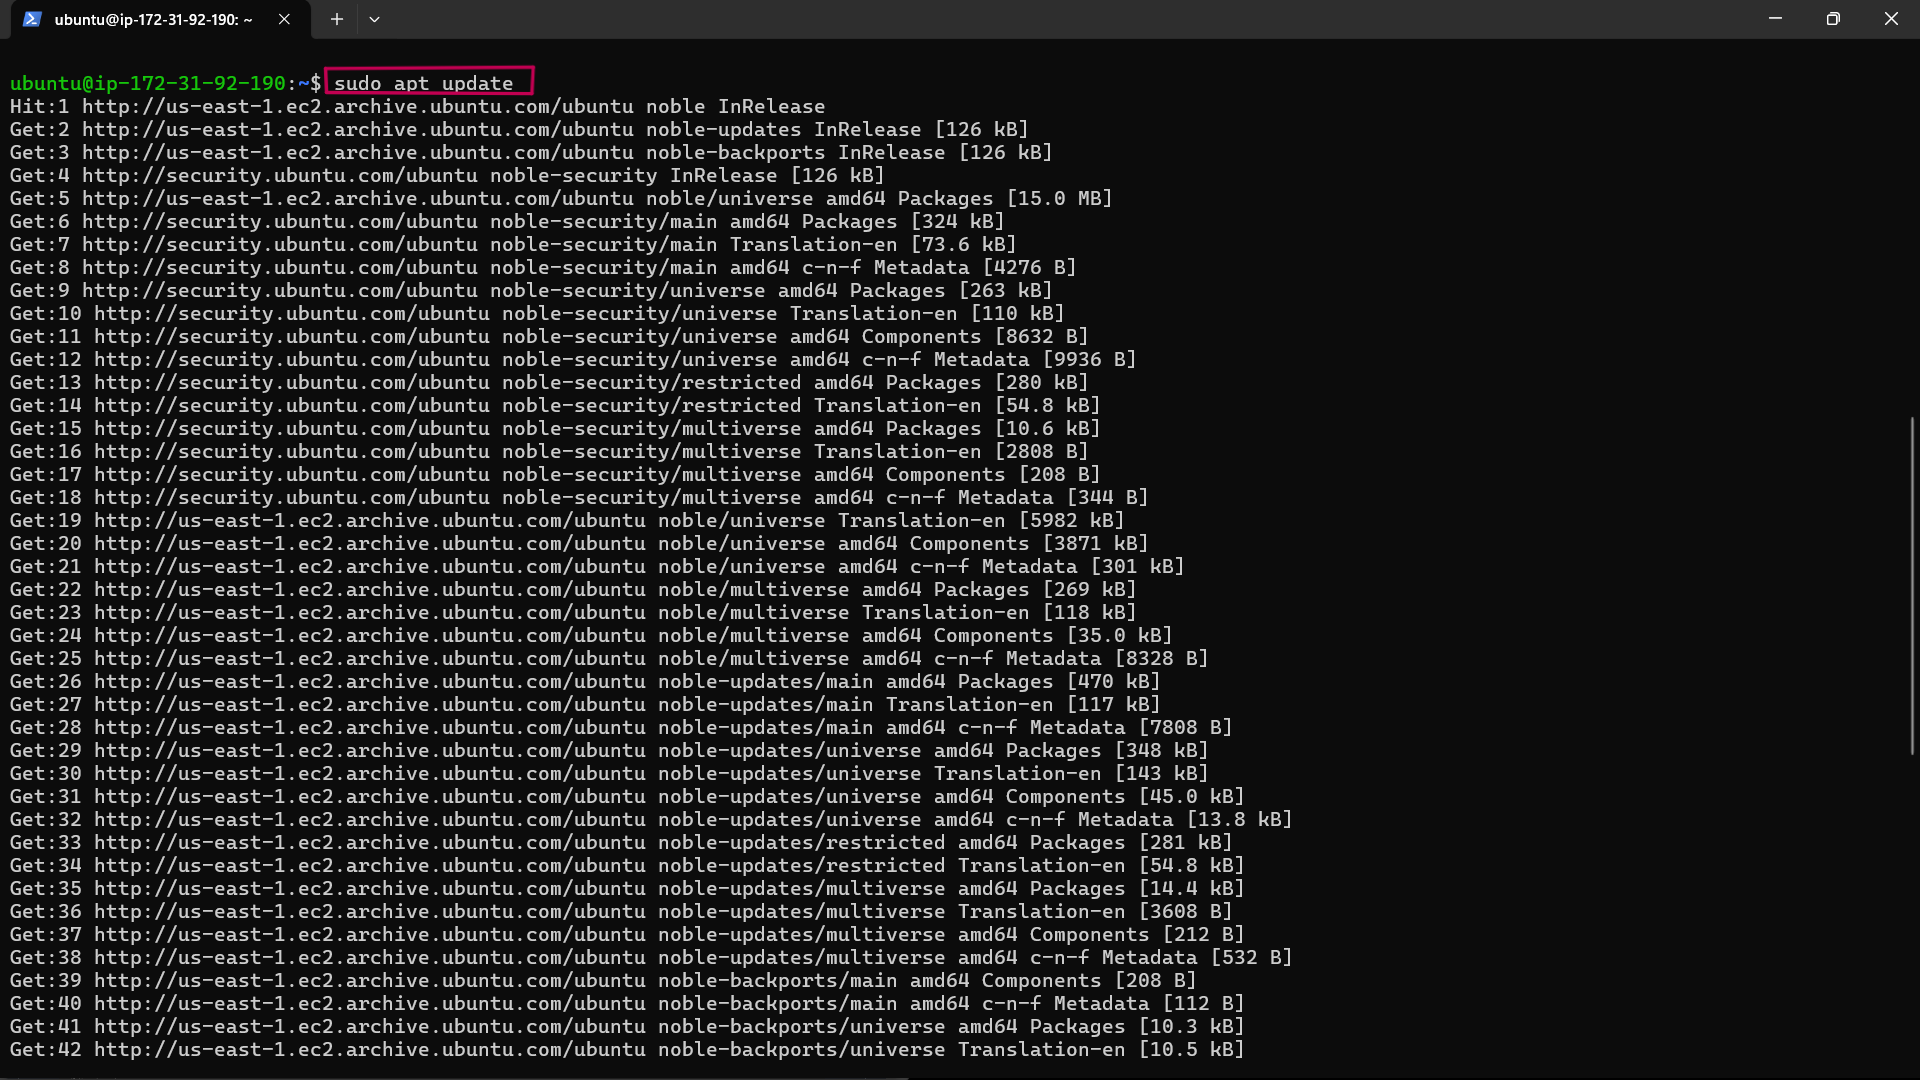 ubuntu@ip-172-31-92-190: ~
ubuntu@ip-172-31-92-190:~$ sudo apt update
Hit:1 http://us-east-1.ec2.archive.ubuntu.com/ubuntu noble InRelease
Get:2 http://us-east-1.ec2.archive.ubuntu.com/ubuntu noble-updates InRelease [126 kB]
Get:3 http://us-east-1.ec2.archive.ubuntu.com/ubuntu noble-backports InRelease [126 kB]
Get:4 http://security.ubuntu.com/ubuntu noble-security InRelease [126 kB]
Get:5 http://us-east-1.ec2.archive.ubuntu.com/ubuntu noble/universe amd64 Packages [15.0 MB]
Get:6 http://security.ubuntu.com/ubuntu noble-security/main amd64 Packages [324 kB]
Get:7 http://security.ubuntu.com/ubuntu noble-security/main Translation-en [73.6 kB]
Get:8 http://security.ubuntu.com/ubuntu noble-security/main amd64 c-n-f Metadata [4276 B]
Get:9 http://security.ubuntu.com/ubuntu noble-security/universe amd64 Packages [263 kB]
Get:10 http://security.ubuntu.com/ubuntu noble-security/universe Translation-en [110 kB]
Get:11 http://security.ubuntu.com/ubuntu noble-security/universe amd64 Components [8632 B]
Get:12 http://security.ubuntu.com/ubuntu noble-security/universe amd64 c-n-f Metadata [9936 B]
Get:13 http://security.ubuntu.com/ubuntu noble-security/restricted amd64 Packages [280 kB]
Get:14 http://security.ubuntu.com/ubuntu noble-security/restricted Translation-en [54.8 kB]
Get:15 http://security.ubuntu.com/ubuntu noble-security/multiverse amd64 Packages [10.6 kB]
Get:16 http://security.ubuntu.com/ubuntu noble-security/multiverse Translation-en [2808 B]
Get:17 http://security.ubuntu.com/ubuntu noble-security/multiverse amd64 Components [208 B]
Get:18 http://security.ubuntu.com/ubuntu noble-security/multiverse amd64 c-n-f Metadata [344 B]
Get:19 http://us-east-1.ec2.archive.ubuntu.com/ubuntu noble/universe Translation-en [5982 kB]
Get:20 http://us-east-1.ec2.archive.ubuntu.com/ubuntu noble/universe amd64 Components [3871 kB]
Get:21 http://us-east-1.ec2.archive.ubuntu.com/ubuntu noble/universe amd64 c-n-f Metadata [301 kB]
Get:22 http://us-east-1.ec2.archive.ubuntu.com/ubuntu noble/multiverse amd64 Packages [269 kB]
Get:23 http://us-east-1.ec2.archive.ubuntu.com/ubuntu noble/multiverse Translation-en [118 kB]
Get:24 http://us-east-1.ec2.archive.ubuntu.com/ubuntu noble/multiverse amd64 Components [35.0 kB]
Get:25 http://us-east-1.ec2.archive.ubuntu.com/ubuntu noble/multiverse amd64 c-n-f Metadata [8328 B]
Get:26 http://us-east-1.ec2.archive.ubuntu.com/ubuntu noble-updates/main amd64 Packages [470 kB]
Get:27 http://us-east-1.ec2.archive.ubuntu.com/ubuntu noble-updates/main Translation-en [117 kB]
Get:28 http://us-east-1.ec2.archive.ubuntu.com/ubuntu noble-updates/main amd64 c-n-f Metadata [7808 B]
Get:29 http://us-east-1.ec2.archive.ubuntu.com/ubuntu noble-updates/universe amd64 Packages [348 kB]
Get:30 http://us-east-1.ec2.archive.ubuntu.com/ubuntu noble-updates/universe Translation-en [143 kB]
Get:31 http://us-east-1.ec2.archive.ubuntu.com/ubuntu noble-updates/universe amd64 Components [45.0 kB]
Get:32 http://us-east-1.ec2.archive.ubuntu.com/ubuntu noble-updates/universe amd64 c-n-f Metadata [13.8 kB]
Get:33 http://us-east-1.ec2.archive.ubuntu.com/ubuntu noble-updates/restricted amd64 Packages [281 kB]
Get:34 http://us-east-1.ec2.archive.ubuntu.com/ubuntu noble-updates/restricted Translation-en [54.8 kB]
Get:35 http://us-east-1.ec2.archive.ubuntu.com/ubuntu noble-updates/multiverse amd64 Packages [14.4 kB]
Get:36 http://us-east-1.ec2.archive.ubuntu.com/ubuntu noble-updates/multiverse Translation-en [3608 B]
Get:37 http://us-east-1.ec2.archive.ubuntu.com/ubuntu noble-updates/multiverse amd64 Components [212 B]
Get:38 http://us-east-1.ec2.archive.ubuntu.com/ubuntu noble-updates/multiverse amd64 c-n-f Metadata [532 B]
Get:39 http://us-east-1.ec2.archive.ubuntu.com/ubuntu noble-backports/main amd64 Components [208 B]
Get:40 http://us-east-1.ec2.archive.ubuntu.com/ubuntu noble-backports/main amd64 c-n-f Metadata [112 B]
Get:41 http://us-east-1.ec2.archive.ubuntu.com/ubuntu noble-backports/universe amd64 Packages [10.3 kB]
Get:42 http://us-east-1.ec2.archive.ubuntu.com/ubuntu noble-backports/universe Translation-en [10.5 kB]